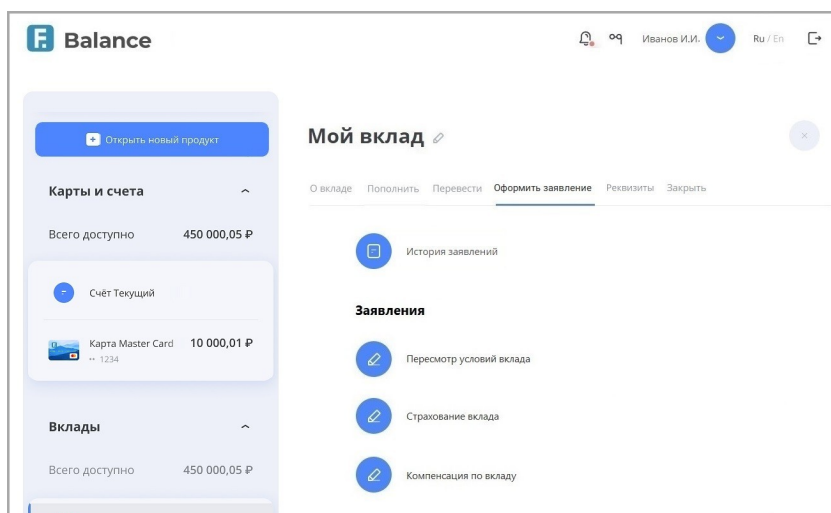 F. Balance
Иванов И.И.
Ru / En
Открыть новый продукт
Карты и счета
Всего доступно 450 000,05 ₽
Счёт Текущий
Карта Master Card 10 000,01 ₽
•• 1234
Вклады
Всего доступно 450 000,05 ₽
Мой вклад
О вкладе Пополнить Перевести Оформить заявление Реквизиты Закрыть
История заявлений
Заявления
Пересмотр условий вклада
Страхование вклада
Компенсация по вкладу